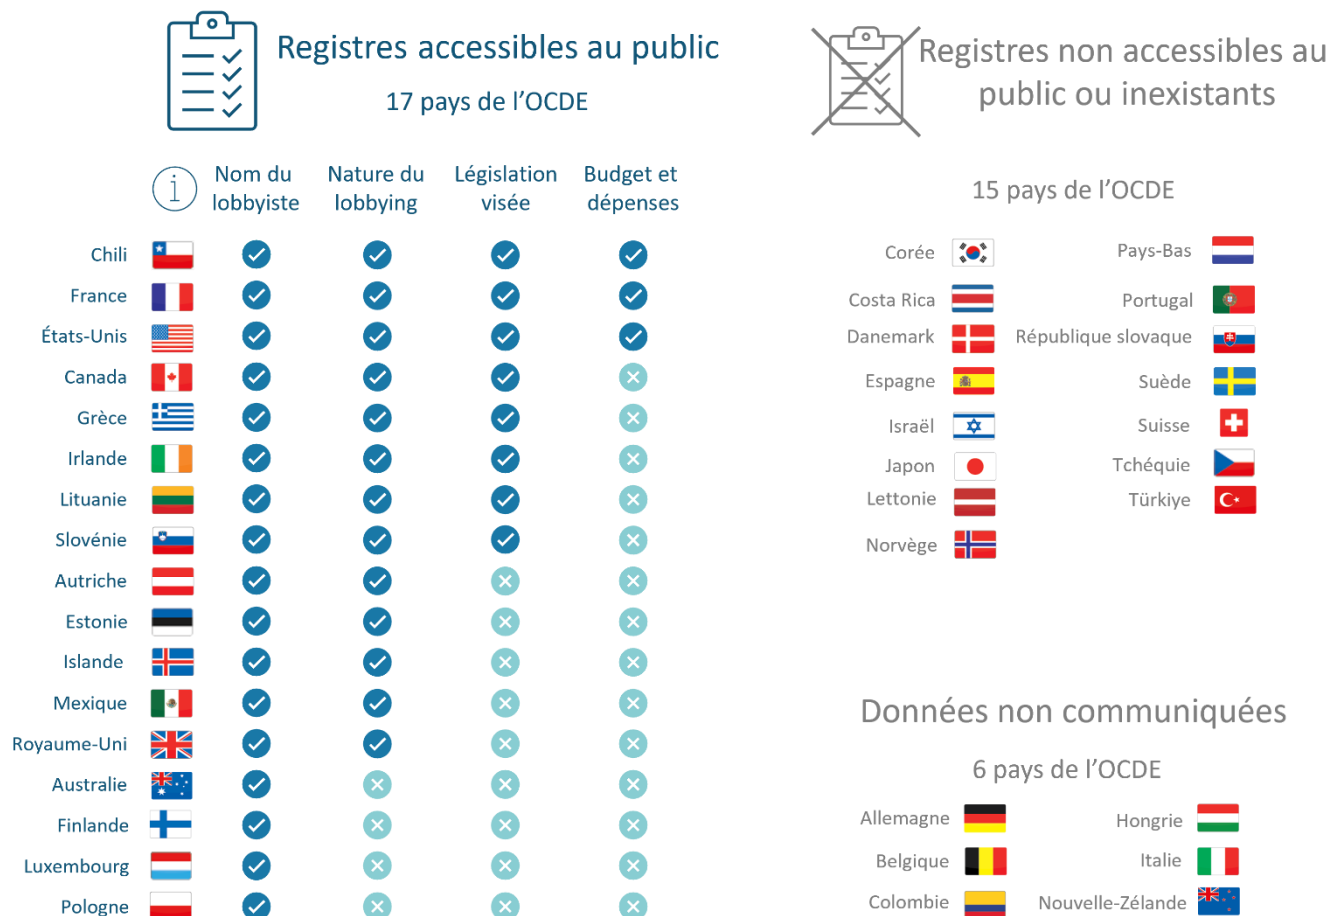 Registres accessibles au public
17 pays de l'OCDE
Nom du lobbyiste
Nature du lobbying
Législation visée
Budget et dépenses
Chili
France
États-Unis
Canada
Grèce
Irlande
Lituanie
Slovénie
Autriche
Estonie
Islande
Mexique
Royaume-Uni
Australie
Finlande
Luxembourg
Pologne
Registres non accessibles au
public ou inexistants
15 pays de l'OCDE
Corée
Costa Rica
Danemark
Espagne
Israël
Japon
Lettonie
Norvège
Pays-Bas
Portugal
République slovaque
Suède
Suisse
Tchéquie
Türkiye
Données non communiquées
6 pays de l'OCDE
Allemagne
Belgique
Colombie
Hongrie
Italie
Nouvelle-Zélande